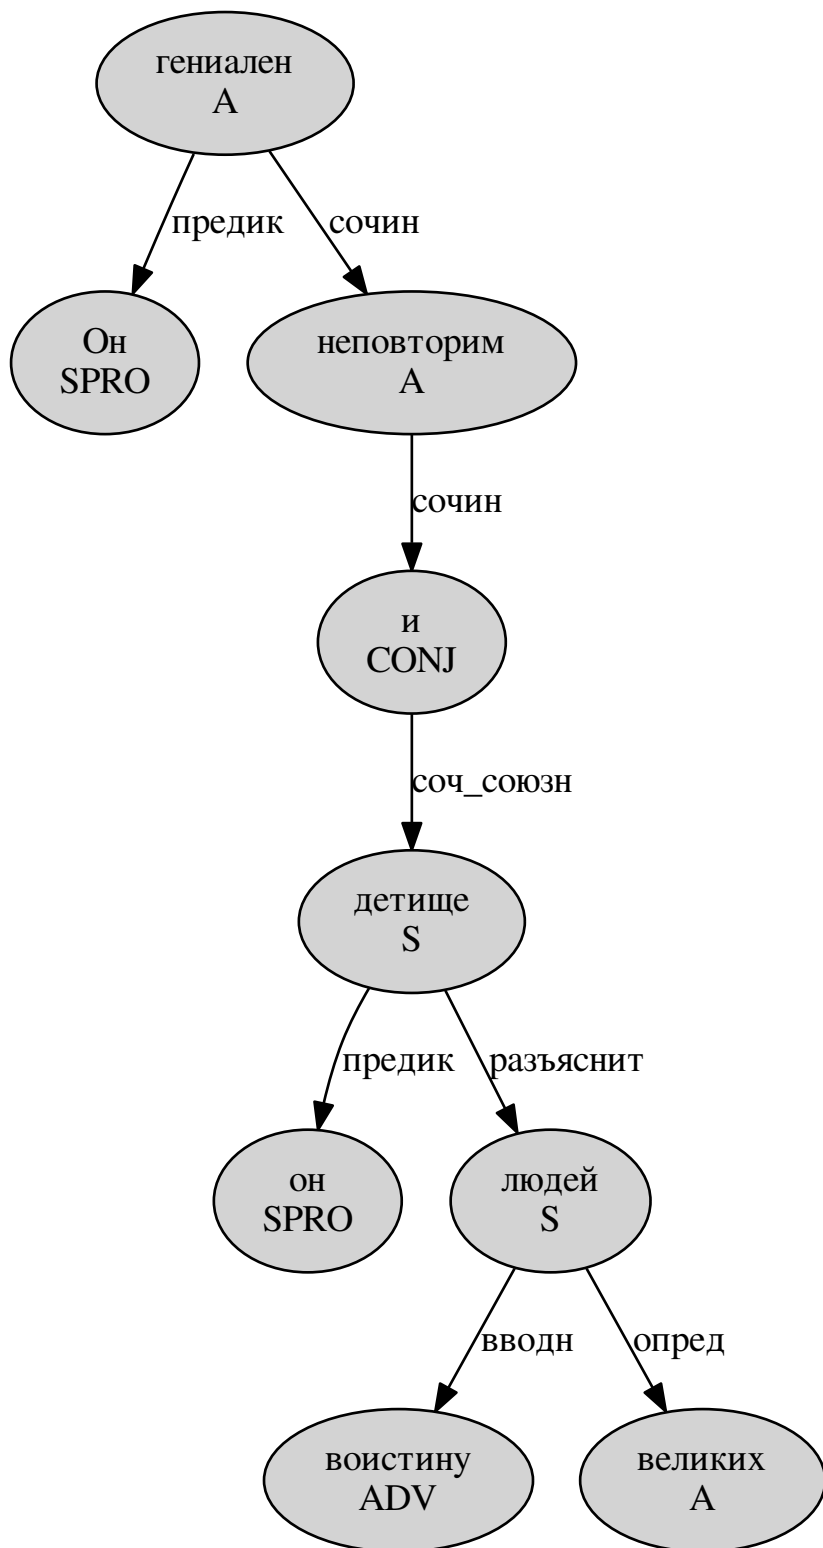 гениален
A
предик
сочин
Он
SPRO
неповторим
A
сочин
и
CONJ
соч_союзн
детище
S
предик
разъяснит
он
SPRO
людей
S
вводн
опред
воистину
ADV
великих
A